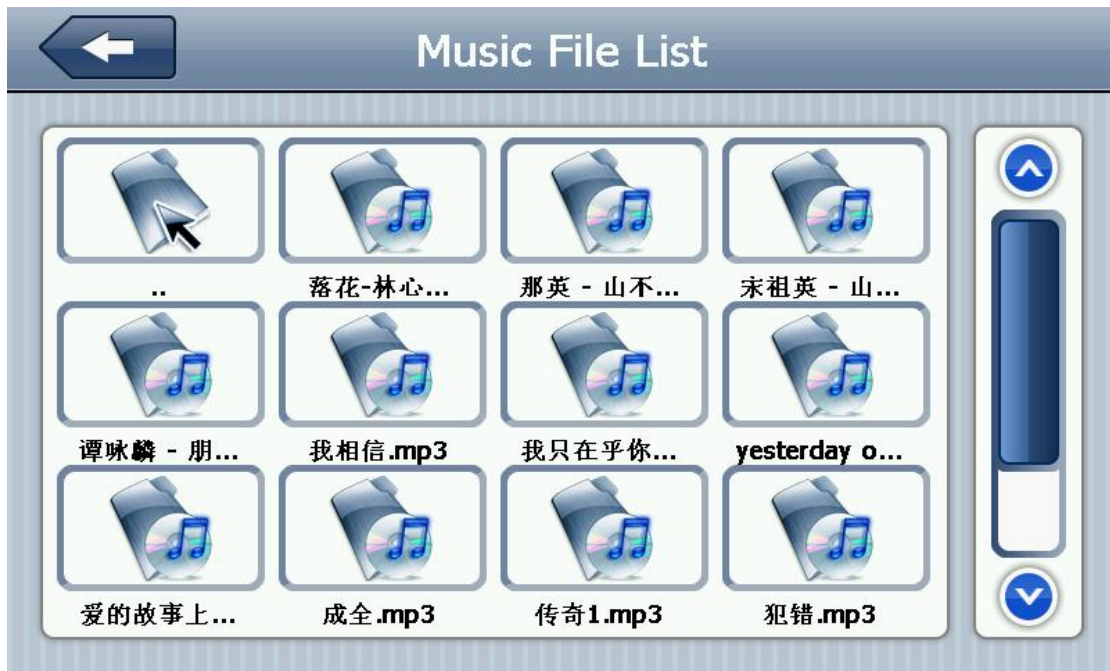 Music File List
..
落花-林心...
那英 - 山不...
宋祖英 - 山...
谭咏麟 - 朋...
我相信.mp3
我只在乎你...
yesterday o...
爱的故事上...
成全.mp3
传奇1.mp3
犯错.mp3